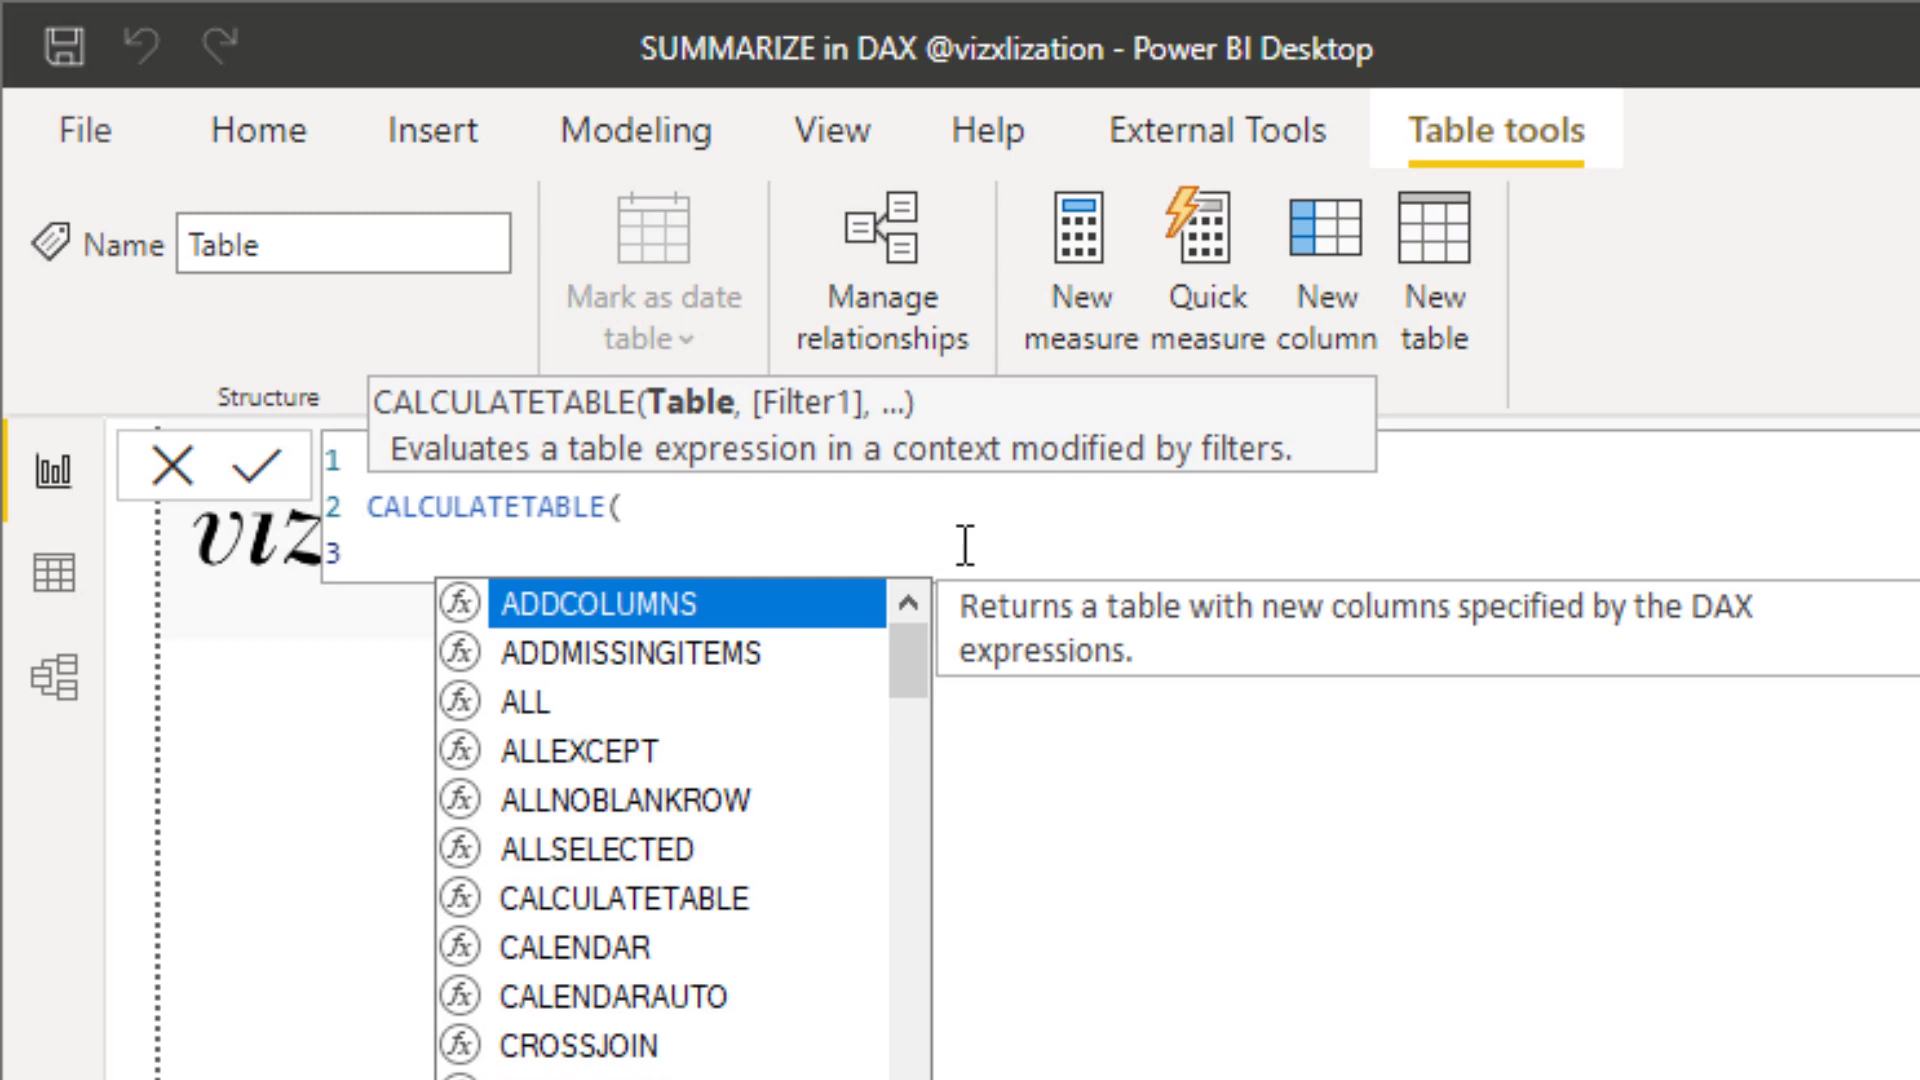 SUMMARIZE in DAX @vizxlization - Power BI Desktop
File Home Insert Modeling View Help External Tools Table tools
Name Table
Mark as date table
Manage relationships
New measure
Quick measure
New column
New table
Structure
CALCULATETABLE(Table, [Filter1], ...)
Evaluates a table expression in a context modified by filters.
1
2 CALCULATETABLE(
3
viz
ADDCOLUMNS
Returns a table with new columns specified by the DAX
expressions.
ADDMISSINGITEMS
ALL
ALLEXCEPT
ALLNOBLANKROW
ALLSELECTED
CALCULATETABLE
CALENDAR
CALENDARAUTO
CROSSJOIN